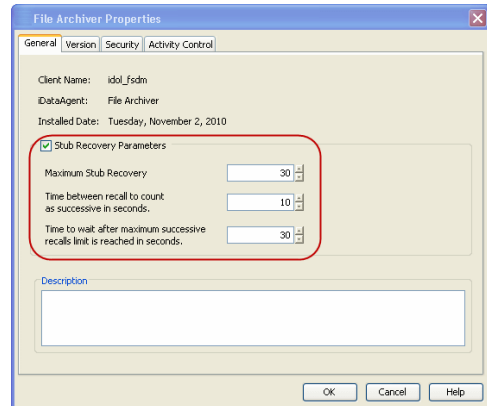 File Archiver Properties
General Version Security Activity Control
Client Name: idol_fsdm
iDataAgent: File Archiver
Installed Date: Tuesday, November 2, 2010
Stub Recovery Parameters
Maximum Stub Recovery 30
Time between recall to count
as successive in seconds. 10
Time to wait after maximum successive
recalls limit is reached in seconds. 30
Description
OK Cancel Help